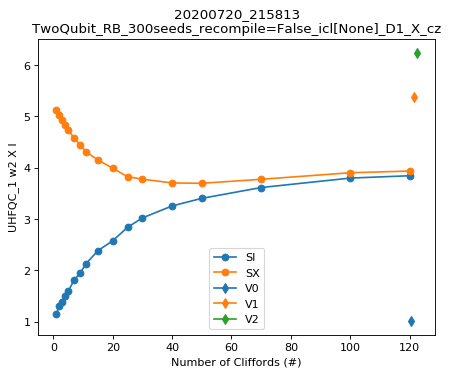 20200720_215813
TwoQubit_RB_300seeds_recompile=False_icl[None]_D1_X_cz
6
5
4
3
2
1
UHFQC_1 w2 X I
SI
SX
V0
V1
V2
0
20
40
60
80
100
120
Number of Cliffords (#)